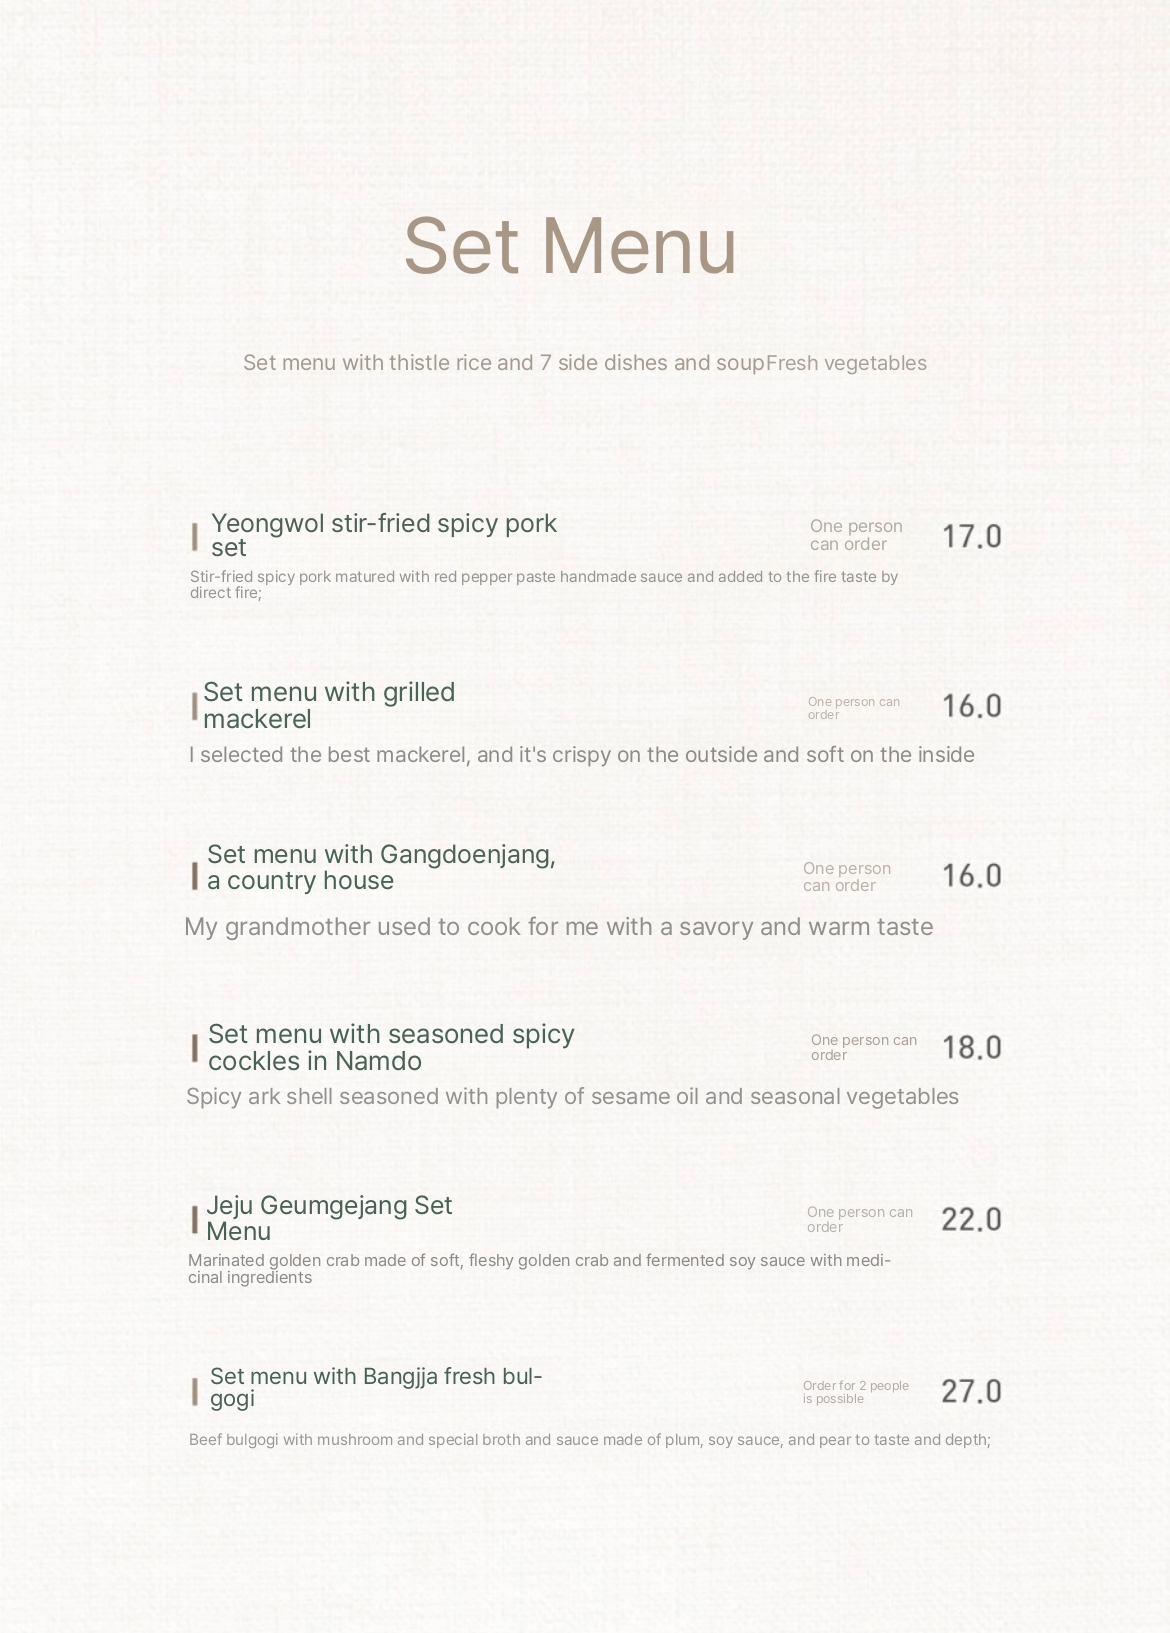 Set Menu
Set menu with thistle rice and 7 side dishes and soupFresh vegetables
Yeongwol stir-fried spicy pork
set
One person
can order
17.0
Stir-fried spicy pork matured with red pepper paste handmade sauce and added to the fire taste by
direct fire;
Set menu with grilled
mackerel
One person can
order
16.0
I selected the best mackerel, and it's crispy on the outside and soft on the inside
Set menu with Gangdoenjang,
a country house
One person
can order
16.0
My grandmother used to cook for me with a savory and warm taste
Set menu with seasoned spicy
cockles in Namdo
One person can
order
18.0
Spicy ark shell seasoned with plenty of sesame oil and seasonal vegetables
Jeju Geumgejang Set
Menu
One person can
order
22.0
Marinated golden crab made of soft, fleshy golden crab and fermented soy sauce with medi-
cinal ingredients
Set menu with Bangjja fresh bul-
gogi
Order for 2 people
is possible
27.0
Beef bulgogi with mushroom and special broth and sauce made of plum, soy sauce, and pear to taste and depth;